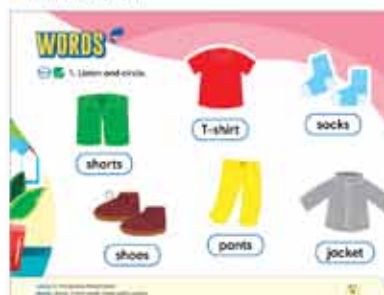 WORDS
1. Listen and circle.
T-shirt
socks
shorts
shoes
pants
jacket